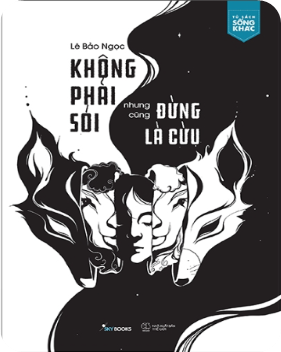 TỦ SÁCH
SỐNG
KHÁC
Lê Bảo Ngọc
KHÔNG
PHẢI
SÓI
nhưng
cũng
ĐỪNG
LÀ CỪU
SKYBOOKS